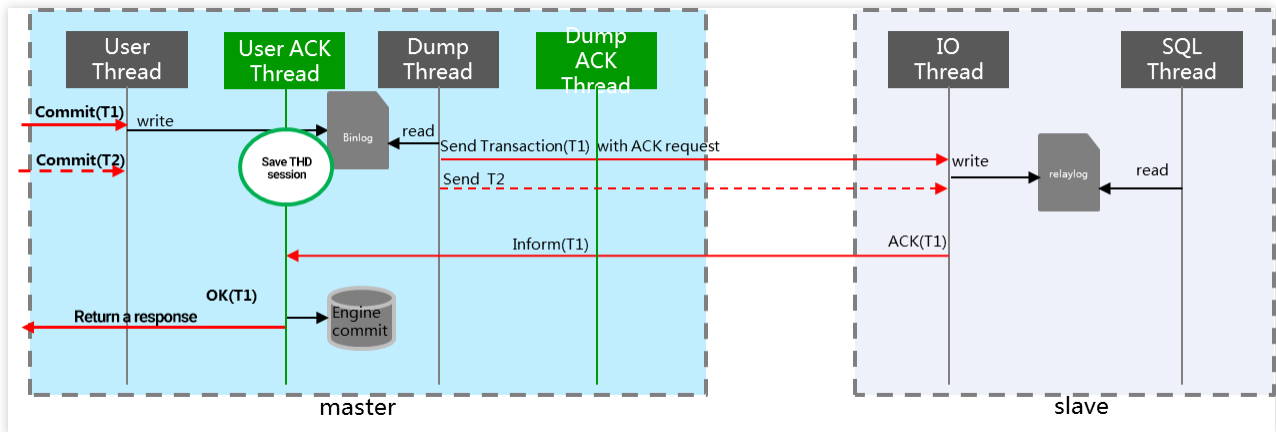 User
Thread
User ACK
Thread
Dump
Thread
Dump
ACK
Thread
IO
Thread
SQL
Thread
Commit(T1)
write
Binlog
read
Send Transaction(T1) with ACK request
write
relaylog
read
Commit(T2)
Save THD
session
Send T2
Inform(T1)
ACK(T1)
OK(T1)
Return a response
Engine
commit
master
slave